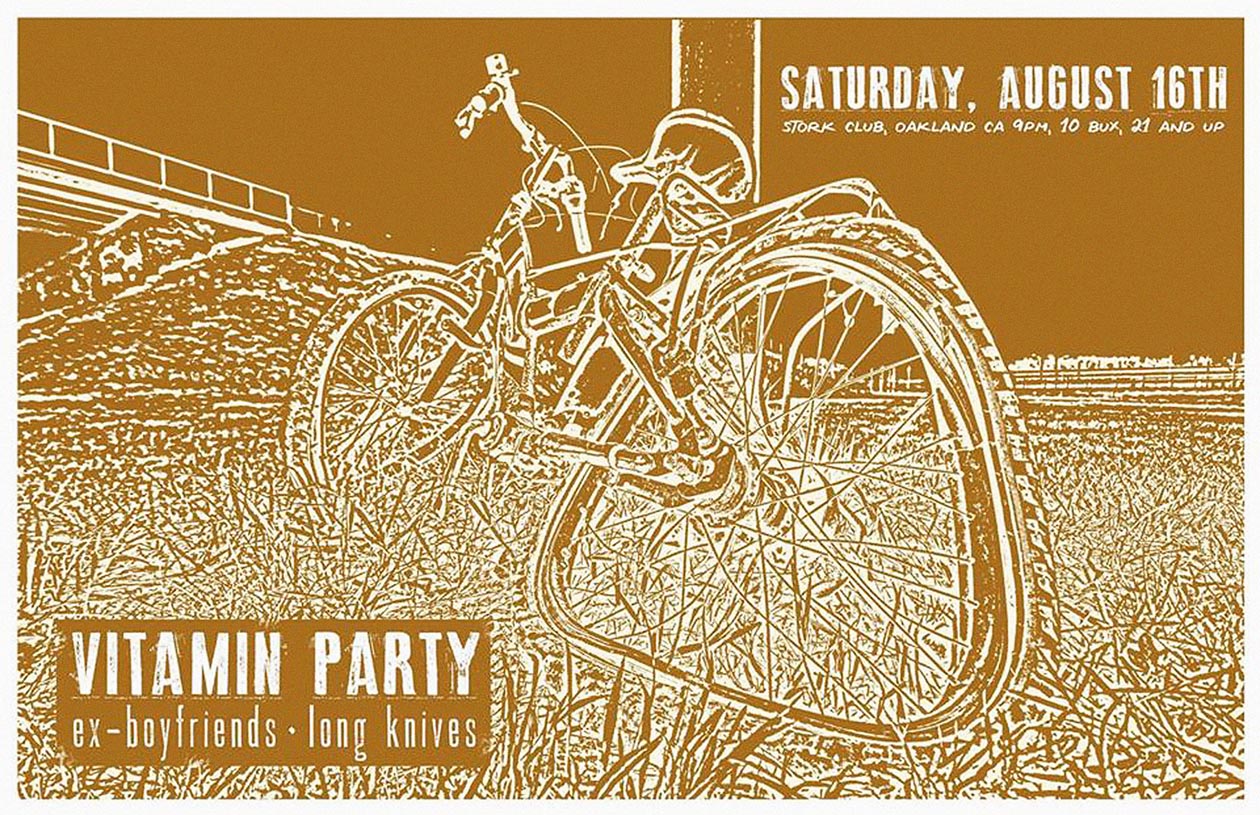 SATURDAY, AUGUST 16TH
STORK CLUB, OAKLAND CA 9PM, 10 BUX, 21 AND UP
VITAMIN PARTY
ex-boyfriends · long knives